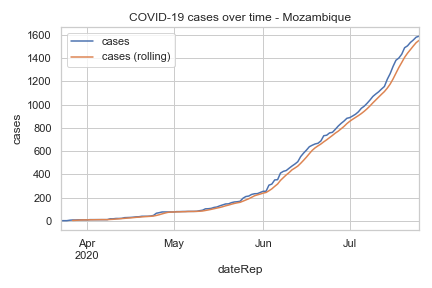 COVID-19 cases over time - Mozambique
cases
cases (rolling)
1600
1400
1200
1000
800
600
400
200
0
cases
Apr
2020
May
Jun
Jul
dateRep